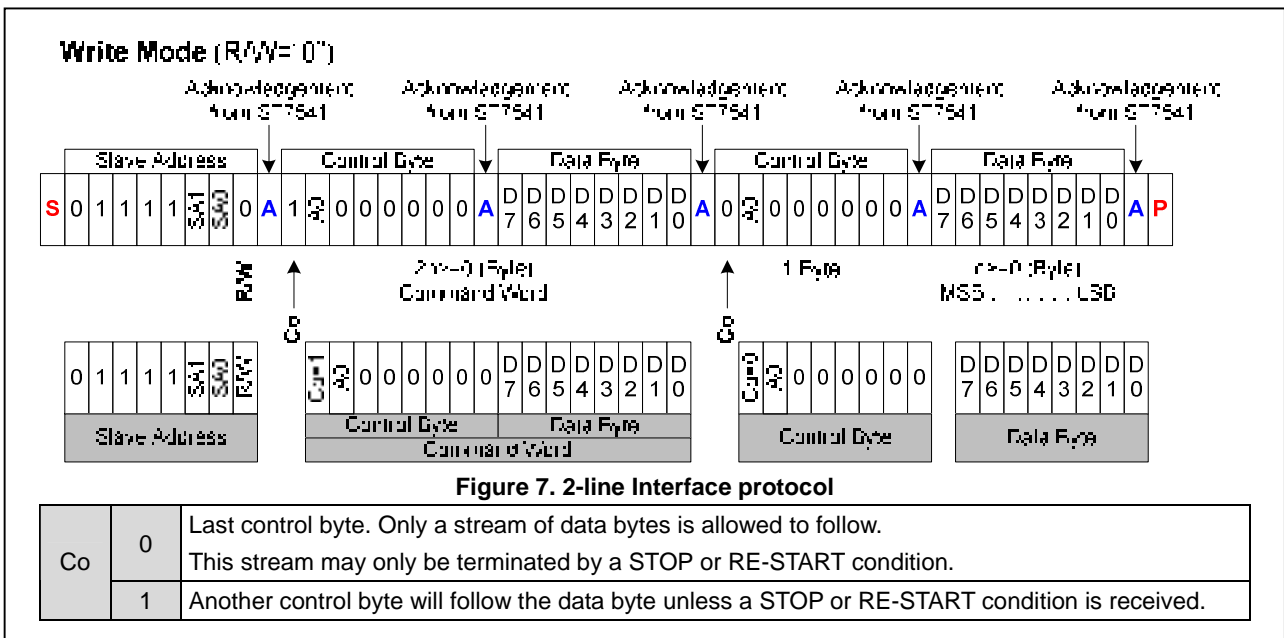 Write Mode (R/W="0")
Acknowledgement Acknowledgement Acknowledgement Acknowledgement Acknowledgement
from ST7541 from ST7541 from ST7541 from ST7541 from ST7541
Slave Address Control Byte Data Byte Control Byte Data Byte
S 0 1 1 1 1 SA1 SA0 0 A 1 A0 0 0 0 0 0 0 A D7 D6 D5 D4 D3 D2 D1 D0 A 0 A0 0 0 0 0 0 0 A D7 D6 D5 D4 D3 D2 D1 D0 A P
R/W Co 2n>=0 (Byte) Co 1 Byte n>=0 (Byte)
Command Word MSB . . . . . . . LSB
0 1 1 1 1 SA1 SA0 R/W Co=1 A0 0 0 0 0 0 0 D7 D6 D5 D4 D3 D2 D1 D0 Co=0 A0 0 0 0 0 0 0 D7 D6 D5 D4 D3 D2 D1 D0
Slave Address Control Byte Data Byte Control Byte Data Byte
Command Word
Figure 7. 2-line Interface protocol
Co 0 Last control byte. Only a stream of data bytes is allowed to follow.
This stream may only be terminated by a STOP or RE-START condition.
1 Another control byte will follow the data byte unless a STOP or RE-START condition is received.